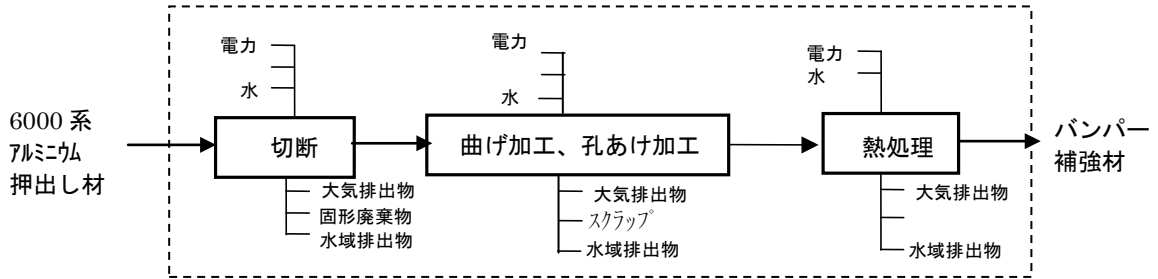 電力
水
電力
水
電力
水
6000 系
ｱﾙﾐﾆｳﾑ
押出し材
切断
曲げ加工、孔あけ加工
熱処理
バンパー
補強材
大気排出物
固形廃棄物
水域排出物
大気排出物
ｽｸﾗｯﾌﾟ
水域排出物
大気排出物
水域排出物